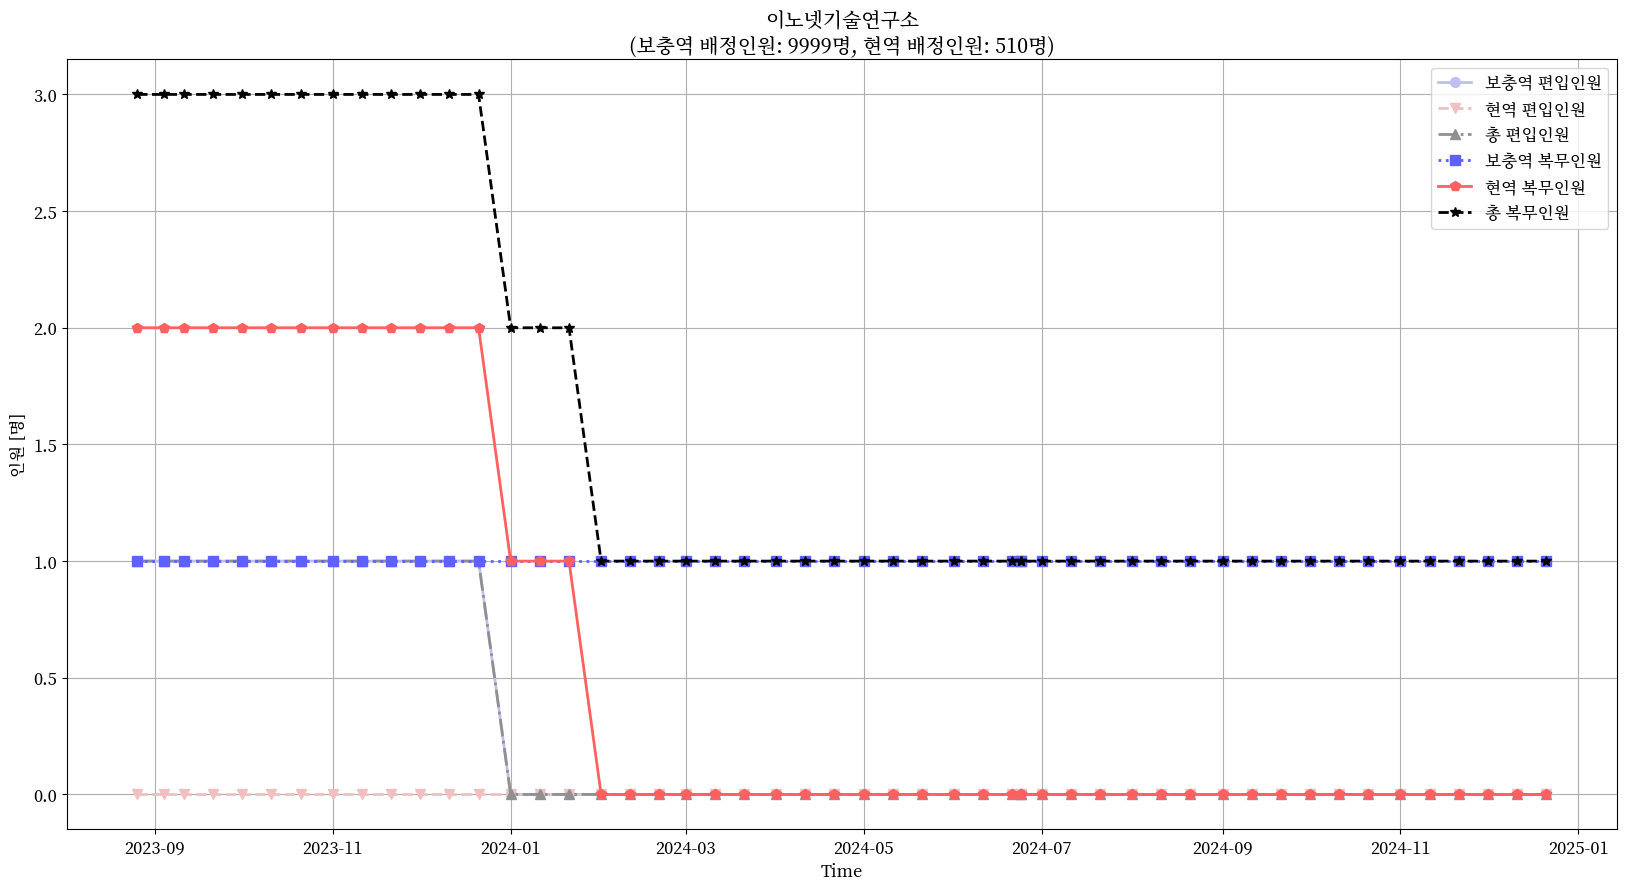 이노넷기술연구소
(보충역 배정인원: 9999명, 현역 배정인원: 510명)
보충역 편입인원
현역 편입인원
총 편입인원
보충역 복무인원
현역 복무인원
총 복무인원
인원 [명]
3.0
2.5
2.0
1.5
1.0
0.5
0.0
2023-09
2023-11
2024-01
2024-03
2024-05
2024-07
2024-09
2024-11
2025-01
Time